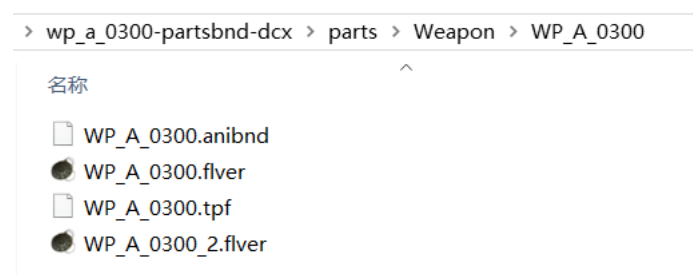 > wp_a_0300-partsbnd-dcx > parts > Weapon > WP_A_0300
名称
WP_A_0300.anibnd
WP_A_0300.flver
WP_A_0300.tpf
WP_A_0300_2.flver